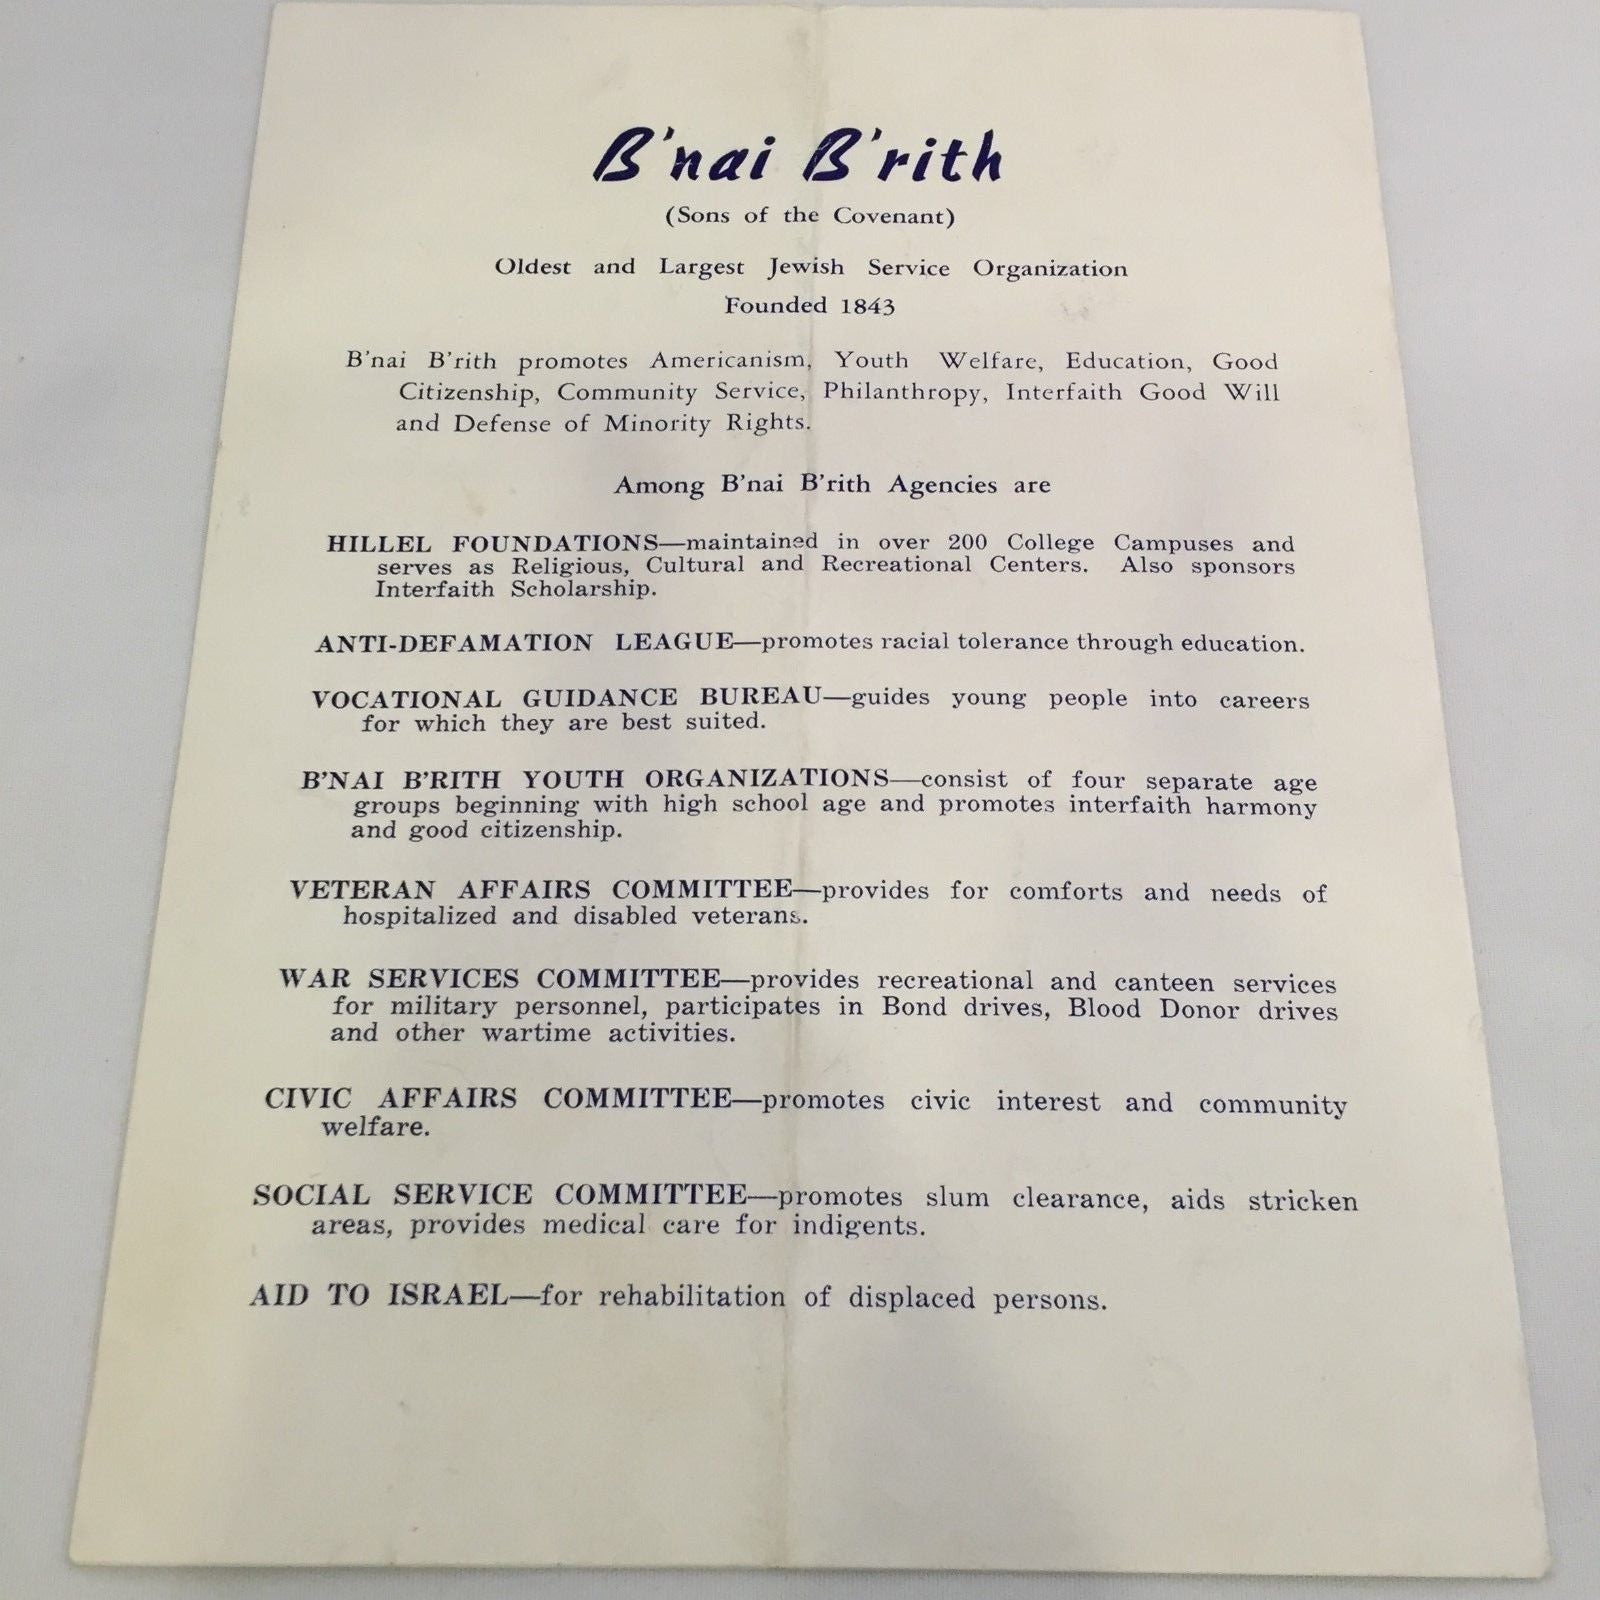 B'nai B'rith
(Sons of the Covenant)
Oldest and Largest Jewish Service Organization
Founded 1843
B'nai B'rith promotes Americanism, Youth Welfare, Education, Good
Citizenship, Community Service, Philanthropy, Interfaith Good Will
and Defense of Minority Rights.
Among B'nai B'rith Agencies are
HILLEL FOUNDATIONS—maintained in over 200 College Campuses and
serves as Religious, Cultural and Recreational Centers. Also sponsors
Interfaith Scholarship.
ANTI-DEFAMATION LEAGUE—promotes racial tolerance through education.
VOCATIONAL GUIDANCE BUREAU—guides young people into careers
for which they are best suited.
B'NAI B'RITH YOUTH ORGANIZATIONS—consist of four separate age
groups beginning with high school age and promotes interfaith harmony
and good citizenship.
VETERAN AFFAIRS COMMITTEE—provides for comforts and needs of
hospitalized and disabled veterans.
WAR SERVICES COMMITTEE—provides recreational and canteen services
for military personnel, participates in Bond drives, Blood Donor drives
and other wartime activities.
CIVIC AFFAIRS COMMITTEE—promotes civic interest and community
welfare.
SOCIAL SERVICE COMMITTEE—promotes slum clearance, aids stricken
areas, provides medical care for indigents.
AID TO ISRAEL—for rehabilitation of displaced persons.